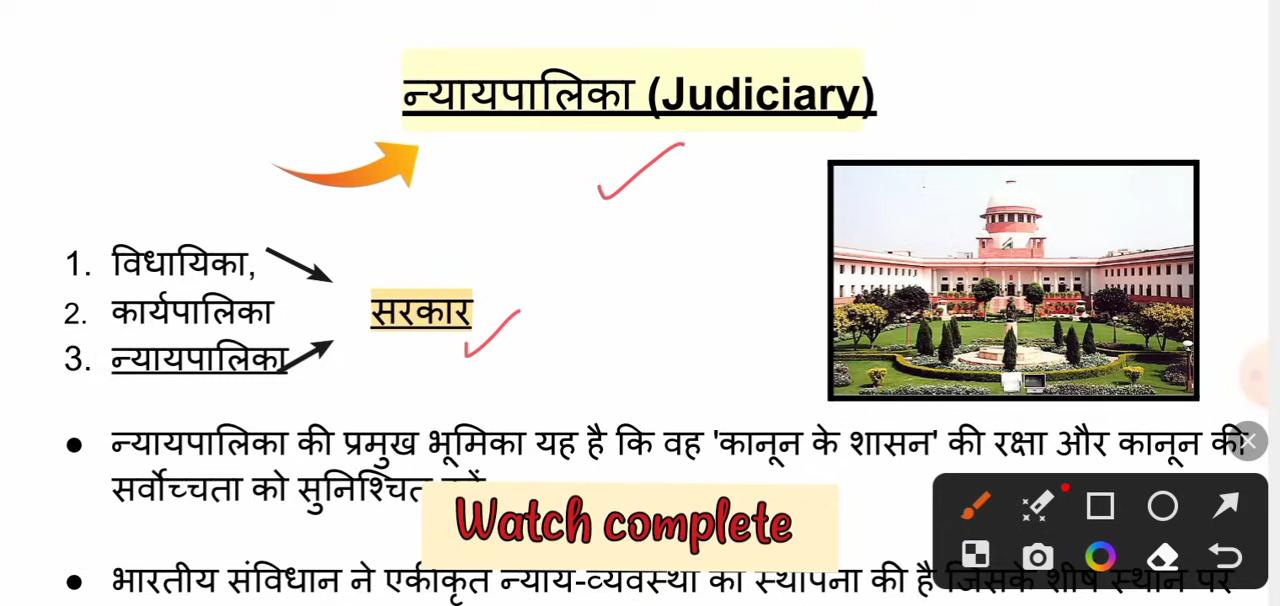 न्यायपालिका (Judiciary)
1. विधायिका,
2. कार्यपालिका
सरकार
3. न्यायपालिका
● न्यायपालिका की प्रमुख भूमिका यह है कि वह 'कानून के शासन' की रक्षा और कानून की
सर्वोच्चता को सुनिश्चित
Watch complete
● भारतीय संविधान ने एकीकृत न्याय-व्यवस्था की स्थापना की है जिसके शीर्ष स्थान पर